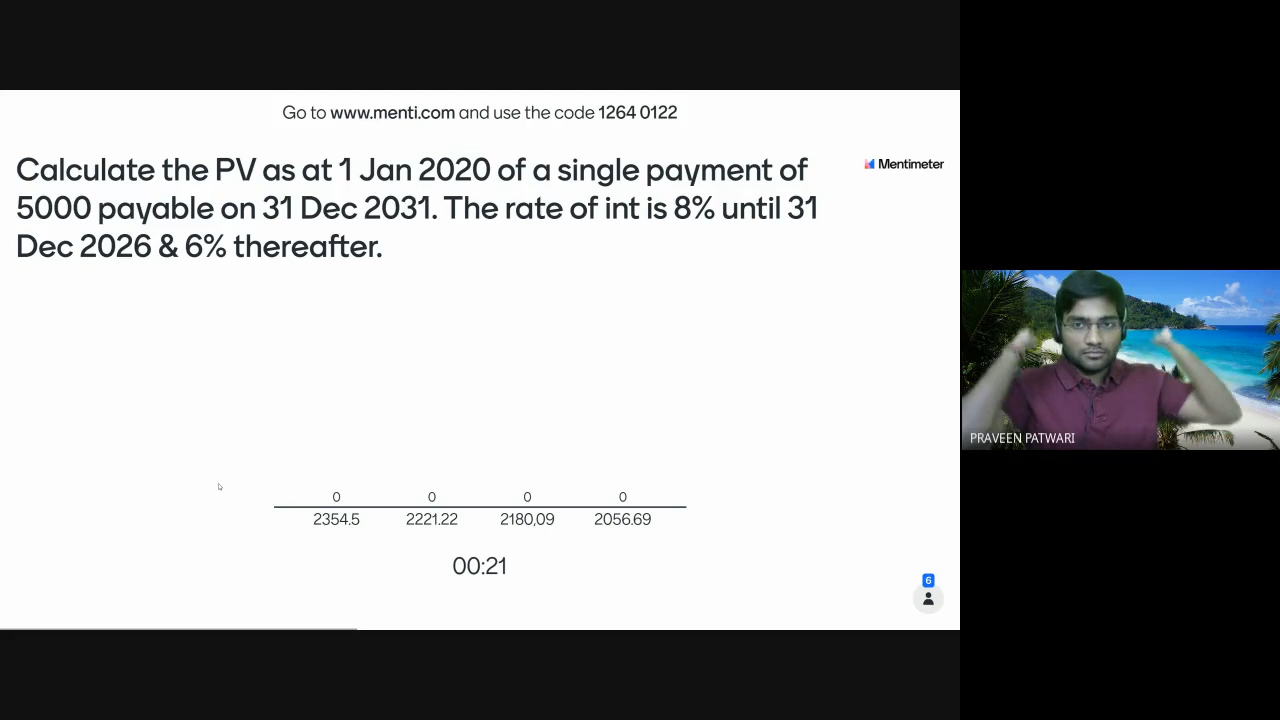 Go to www.menti.com and use the code 1264 0122
Mentimeter
Calculate the PV as at 1 Jan 2020 of a single payment of
5000 payable on 31 Dec 2031. The rate of int is 8% until 31
Dec 2026 & 6% thereafter.
PRAVEEN PATWARI
0 0 0 0
2354.5 2221.22 2180,09 2056.69
00:21
6